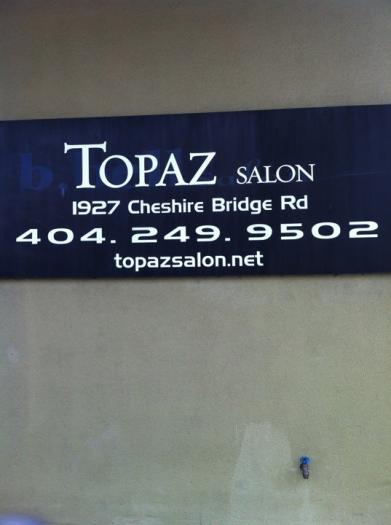 TOPAZ SALON
1927 Cheshire Bridge Rd
404. 249. 9502
topazsalon.net